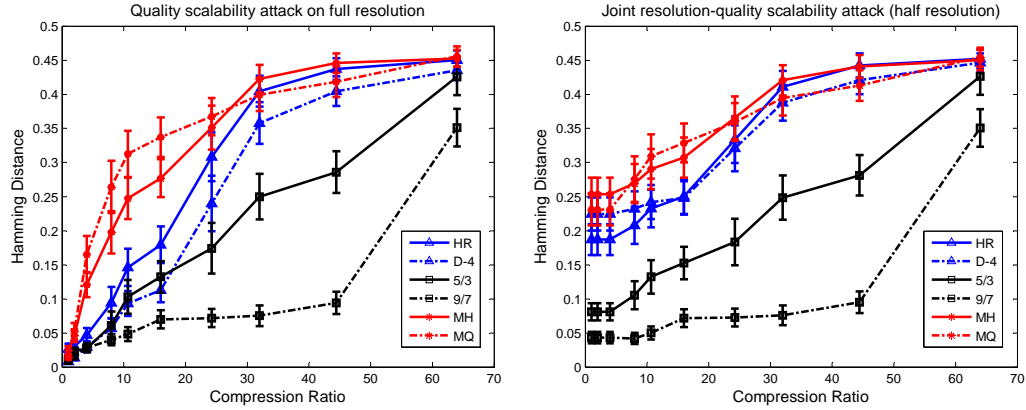 Quality scalability attack on full resolution
0.5
0.45
0.4
0.35
0.3
0.25
0.2
0.15
0.1
0.05
0
Hamming Distance
0 10 20 30 40 50 60 70
Compression Ratio
HR
D-4
5/3
9/7
MH
MQ
Joint resolution-quality scalability attack (half resolution)
0.5
0.45
0.4
0.35
0.3
0.25
0.2
0.15
0.1
0.05
0
Hamming Distance
0 10 20 30 40 50 60 70
Compression Ratio
HR
D-4
5/3
9/7
MH
MQ